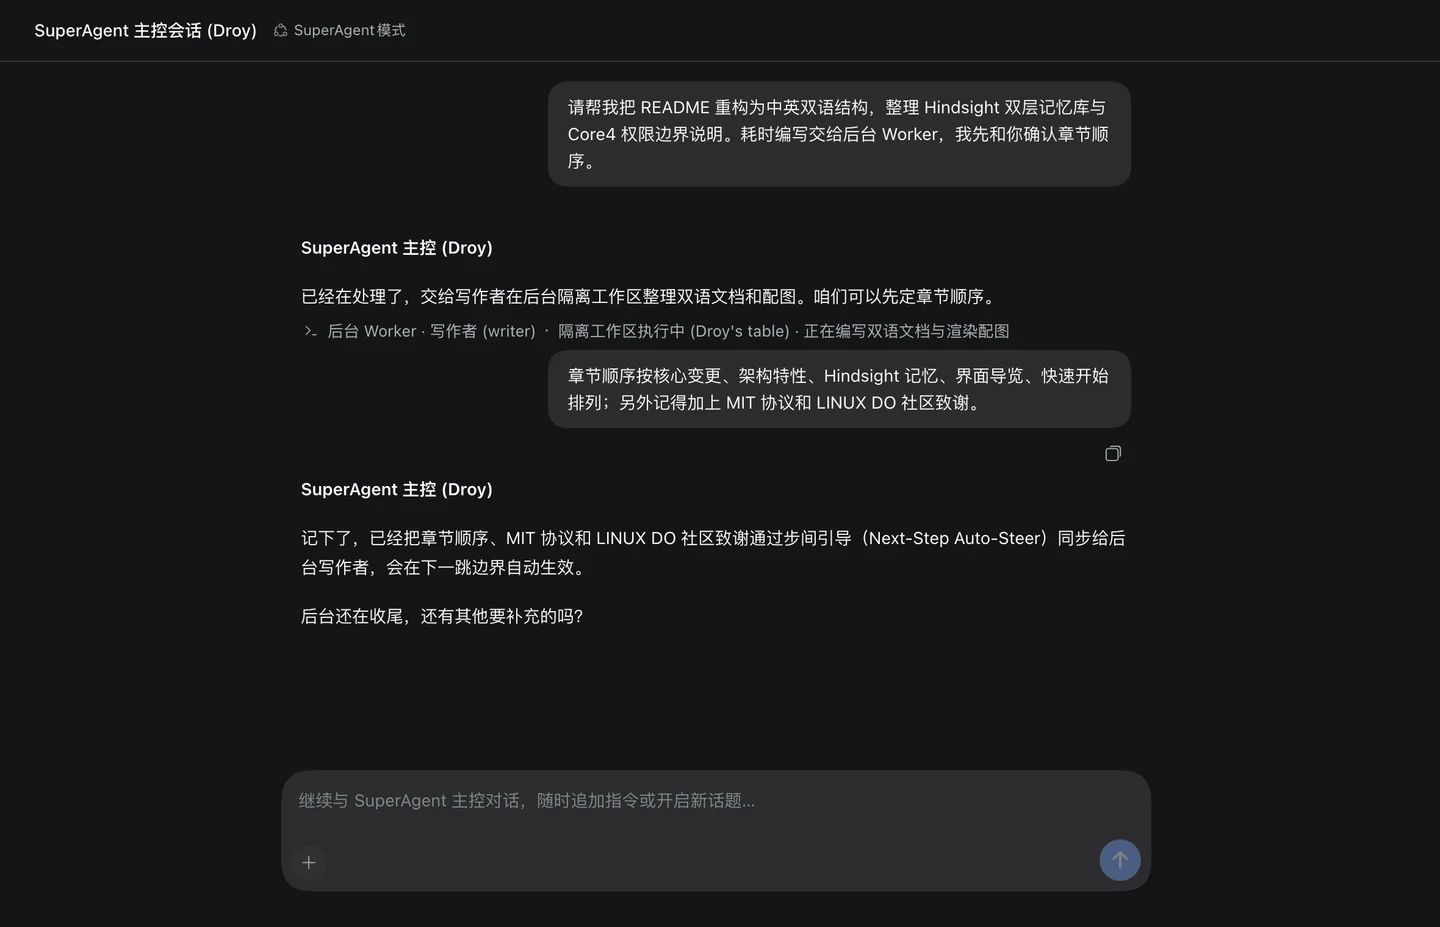 SuperAgent 主控会话 (Droy) SuperAgent 模式
请帮我把 README 重构为中英双语结构，整理 Hindsight 双层记忆库与
Core4 权限边界说明。耗时编写交给后台 Worker，我先和你确认章节顺
序。
SuperAgent 主控 (Droy)
已经在处理了，交给写作者在后台隔离工作区整理双语文档和配图。咱们可以先定章节顺序。
后台 Worker · 写作者 (writer) · 隔离工作区执行中 (Droy's table) · 正在编写双语文档与渲染配图
章节顺序按核心变更、架构特性、Hindsight 记忆、界面导览、快速开始
排列；另外记得加上 MIT 协议和 LINUX DO 社区致谢。
SuperAgent 主控 (Droy)
记下了，已经把章节顺序、MIT 协议和 LINUX DO 社区致谢通过步间引导（Next-Step Auto-Steer）同步给后
台写作者，会在下一跳边界自动生效。
后台还在收尾，还有其他要补充的吗？
继续与 SuperAgent 主控对话，随时追加指令或开启新话题...